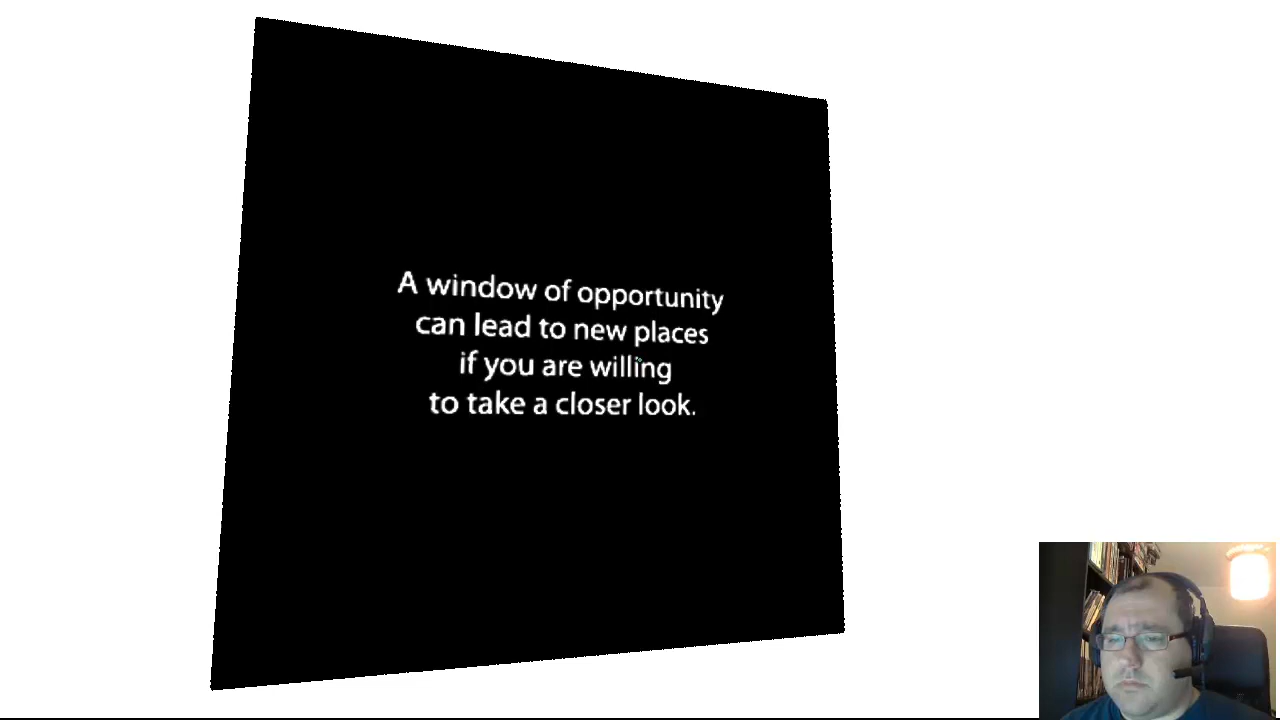 A window of opportunity
can lead to new places
if you are willing
to take a closer look.